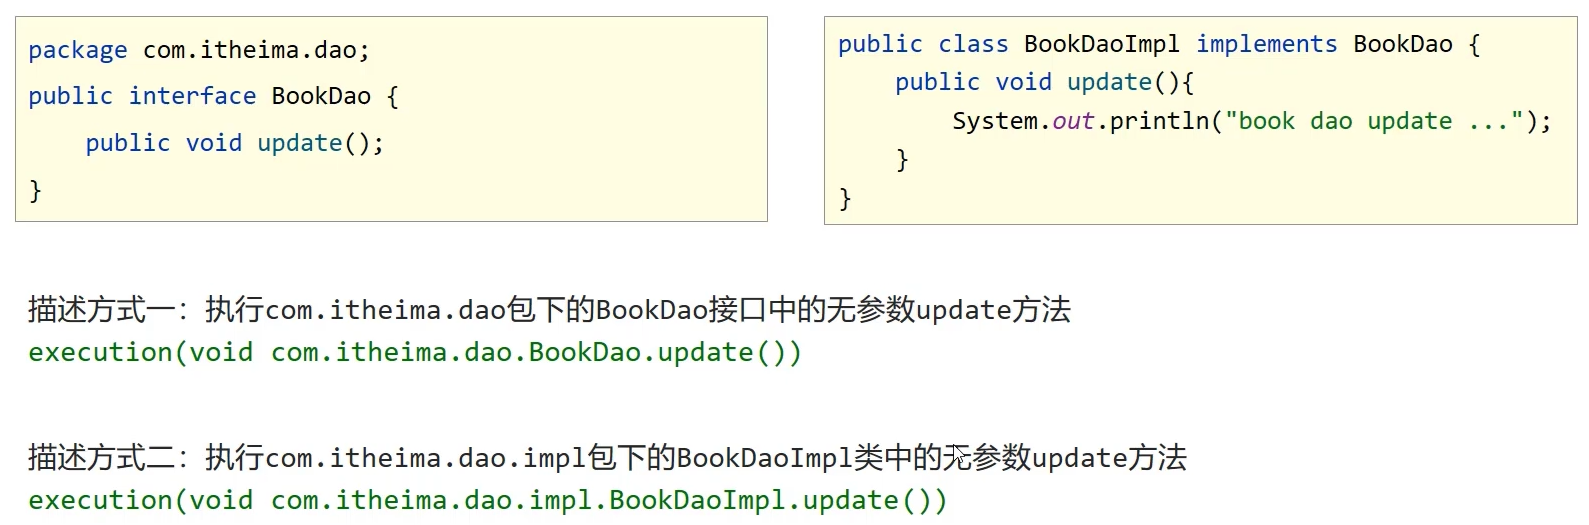 package com.itheima.dao;
public interface BookDao {
    public void update();
}
public class BookDaoImpl implements BookDao {
    public void update(){
        System.out.println("book dao update ...");
    }
}
描述方式一：执行com.itheima.dao包下的BookDao接口中的无参数update方法
execution(void com.itheima.dao.BookDao.update())
描述方式二：执行com.itheima.dao.impl包下的BookDaoImpl类中的无参数update方法
execution(void com.itheima.dao.impl.BookDaoImpl.update())